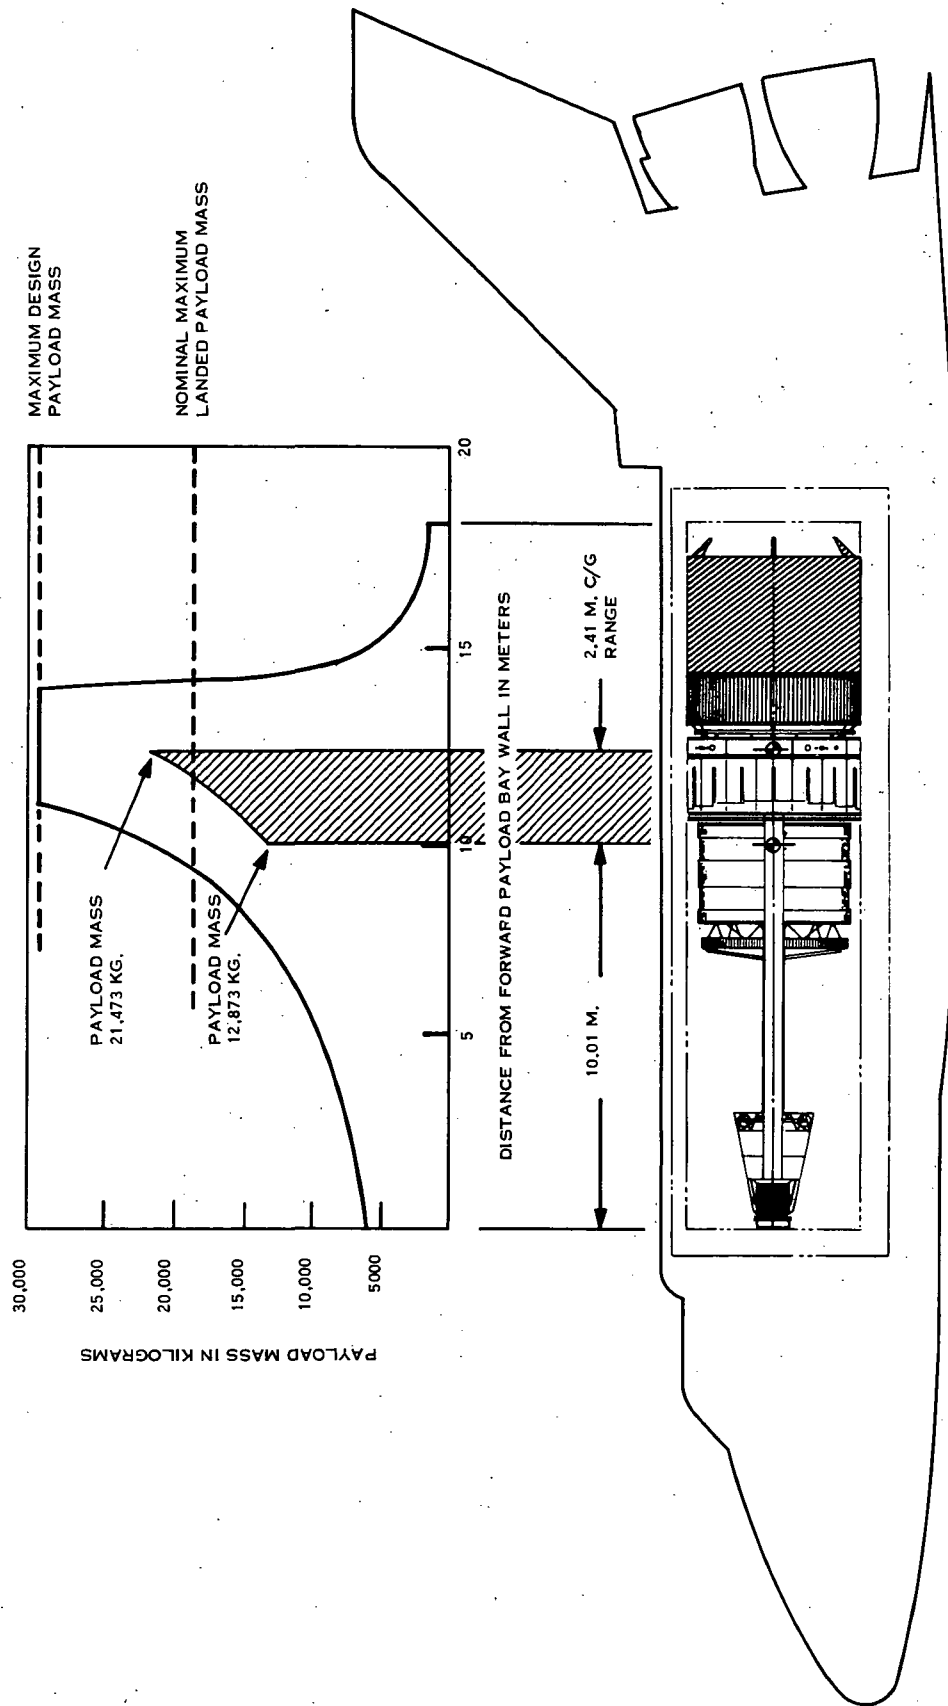 MAXIMUM DESIGN
PAYLOAD MASS
NOMINAL MAXIMUM
LANDED PAYLOAD MASS
30,000
25,000
20,000
15,000
10,000
5000
PAYLOAD MASS IN KILOGRAMS
PAYLOAD MASS
21,473 KG.
PAYLOAD MASS
12,873 KG.
5
10
15
20
DISTANCE FROM FORWARD PAYLOAD BAY WALL IN METERS
10.01 M.
2.41 M. C/G
RANGE